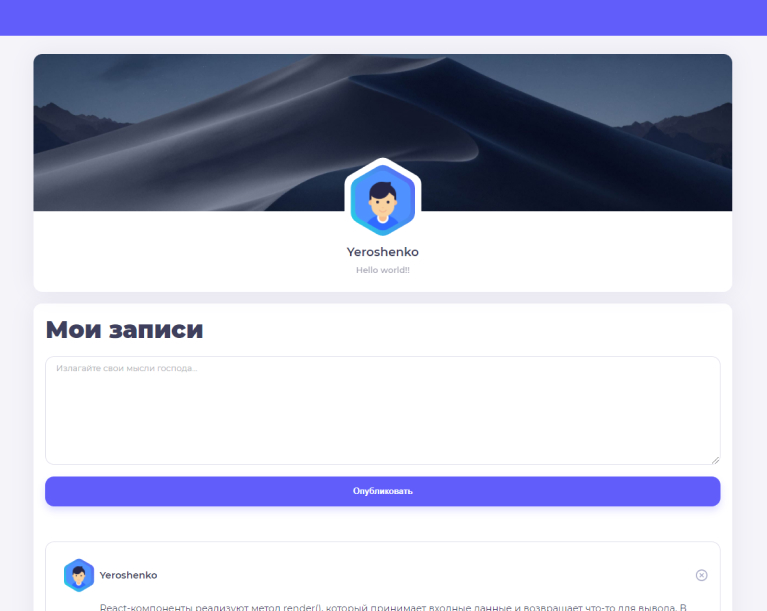 Yeroshenko
Hello world!!
Мои записи
Излагайте свои мысли господа...
Опубликовать
Yeroshenko
React-компоненты реализуют метод render(), который принимает входные данные и возвращает что-то для вывода. В